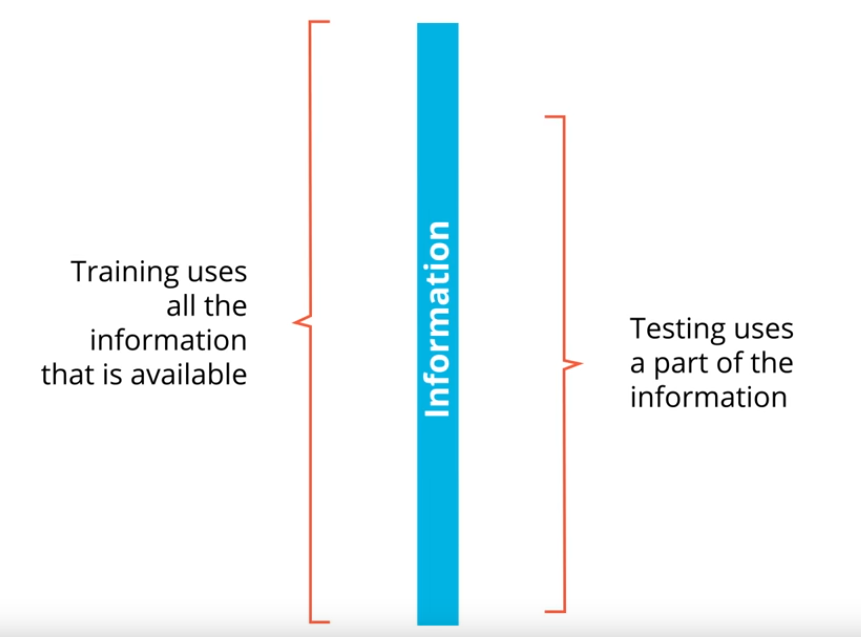 Training uses
all the
information
that is available
Information
Testing uses
a part of the
information